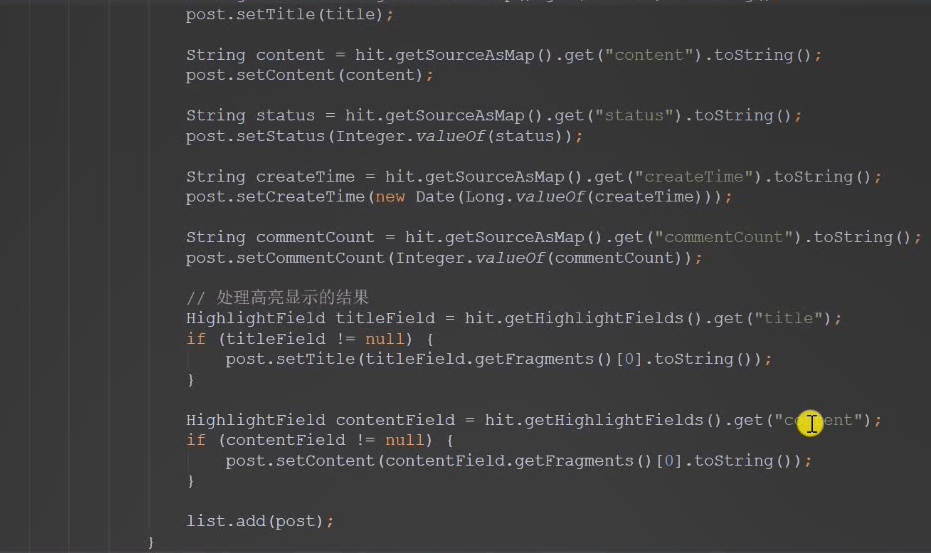 post.setTitle(title);
String content = hit.getSourceAsMap().get("content").toString();
post.setContent(content);
String status = hit.getSourceAsMap().get("status").toString();
post.setStatus(Integer.valueOf(status));
String createTime = hit.getSourceAsMap().get("createTime").toString();
post.setCreateTime(new Date(Long.valueOf(createTime)));
String commentCount = hit.getSourceAsMap().get("commentCount").toString();
post.setCommentCount(Integer.valueOf(commentCount));
// 处理高亮显示的结果
HighlightField titleField = hit.getHighlightFields().get("title");
if (titleField != null) {
post.setTitle(titleField.getFragments()[0].toString());
}
HighlightField contentField = hit.getHighlightFields().get("content");
if (contentField != null) {
post.setContent(contentField.getFragments()[0].toString());
}
list.add(post);
}